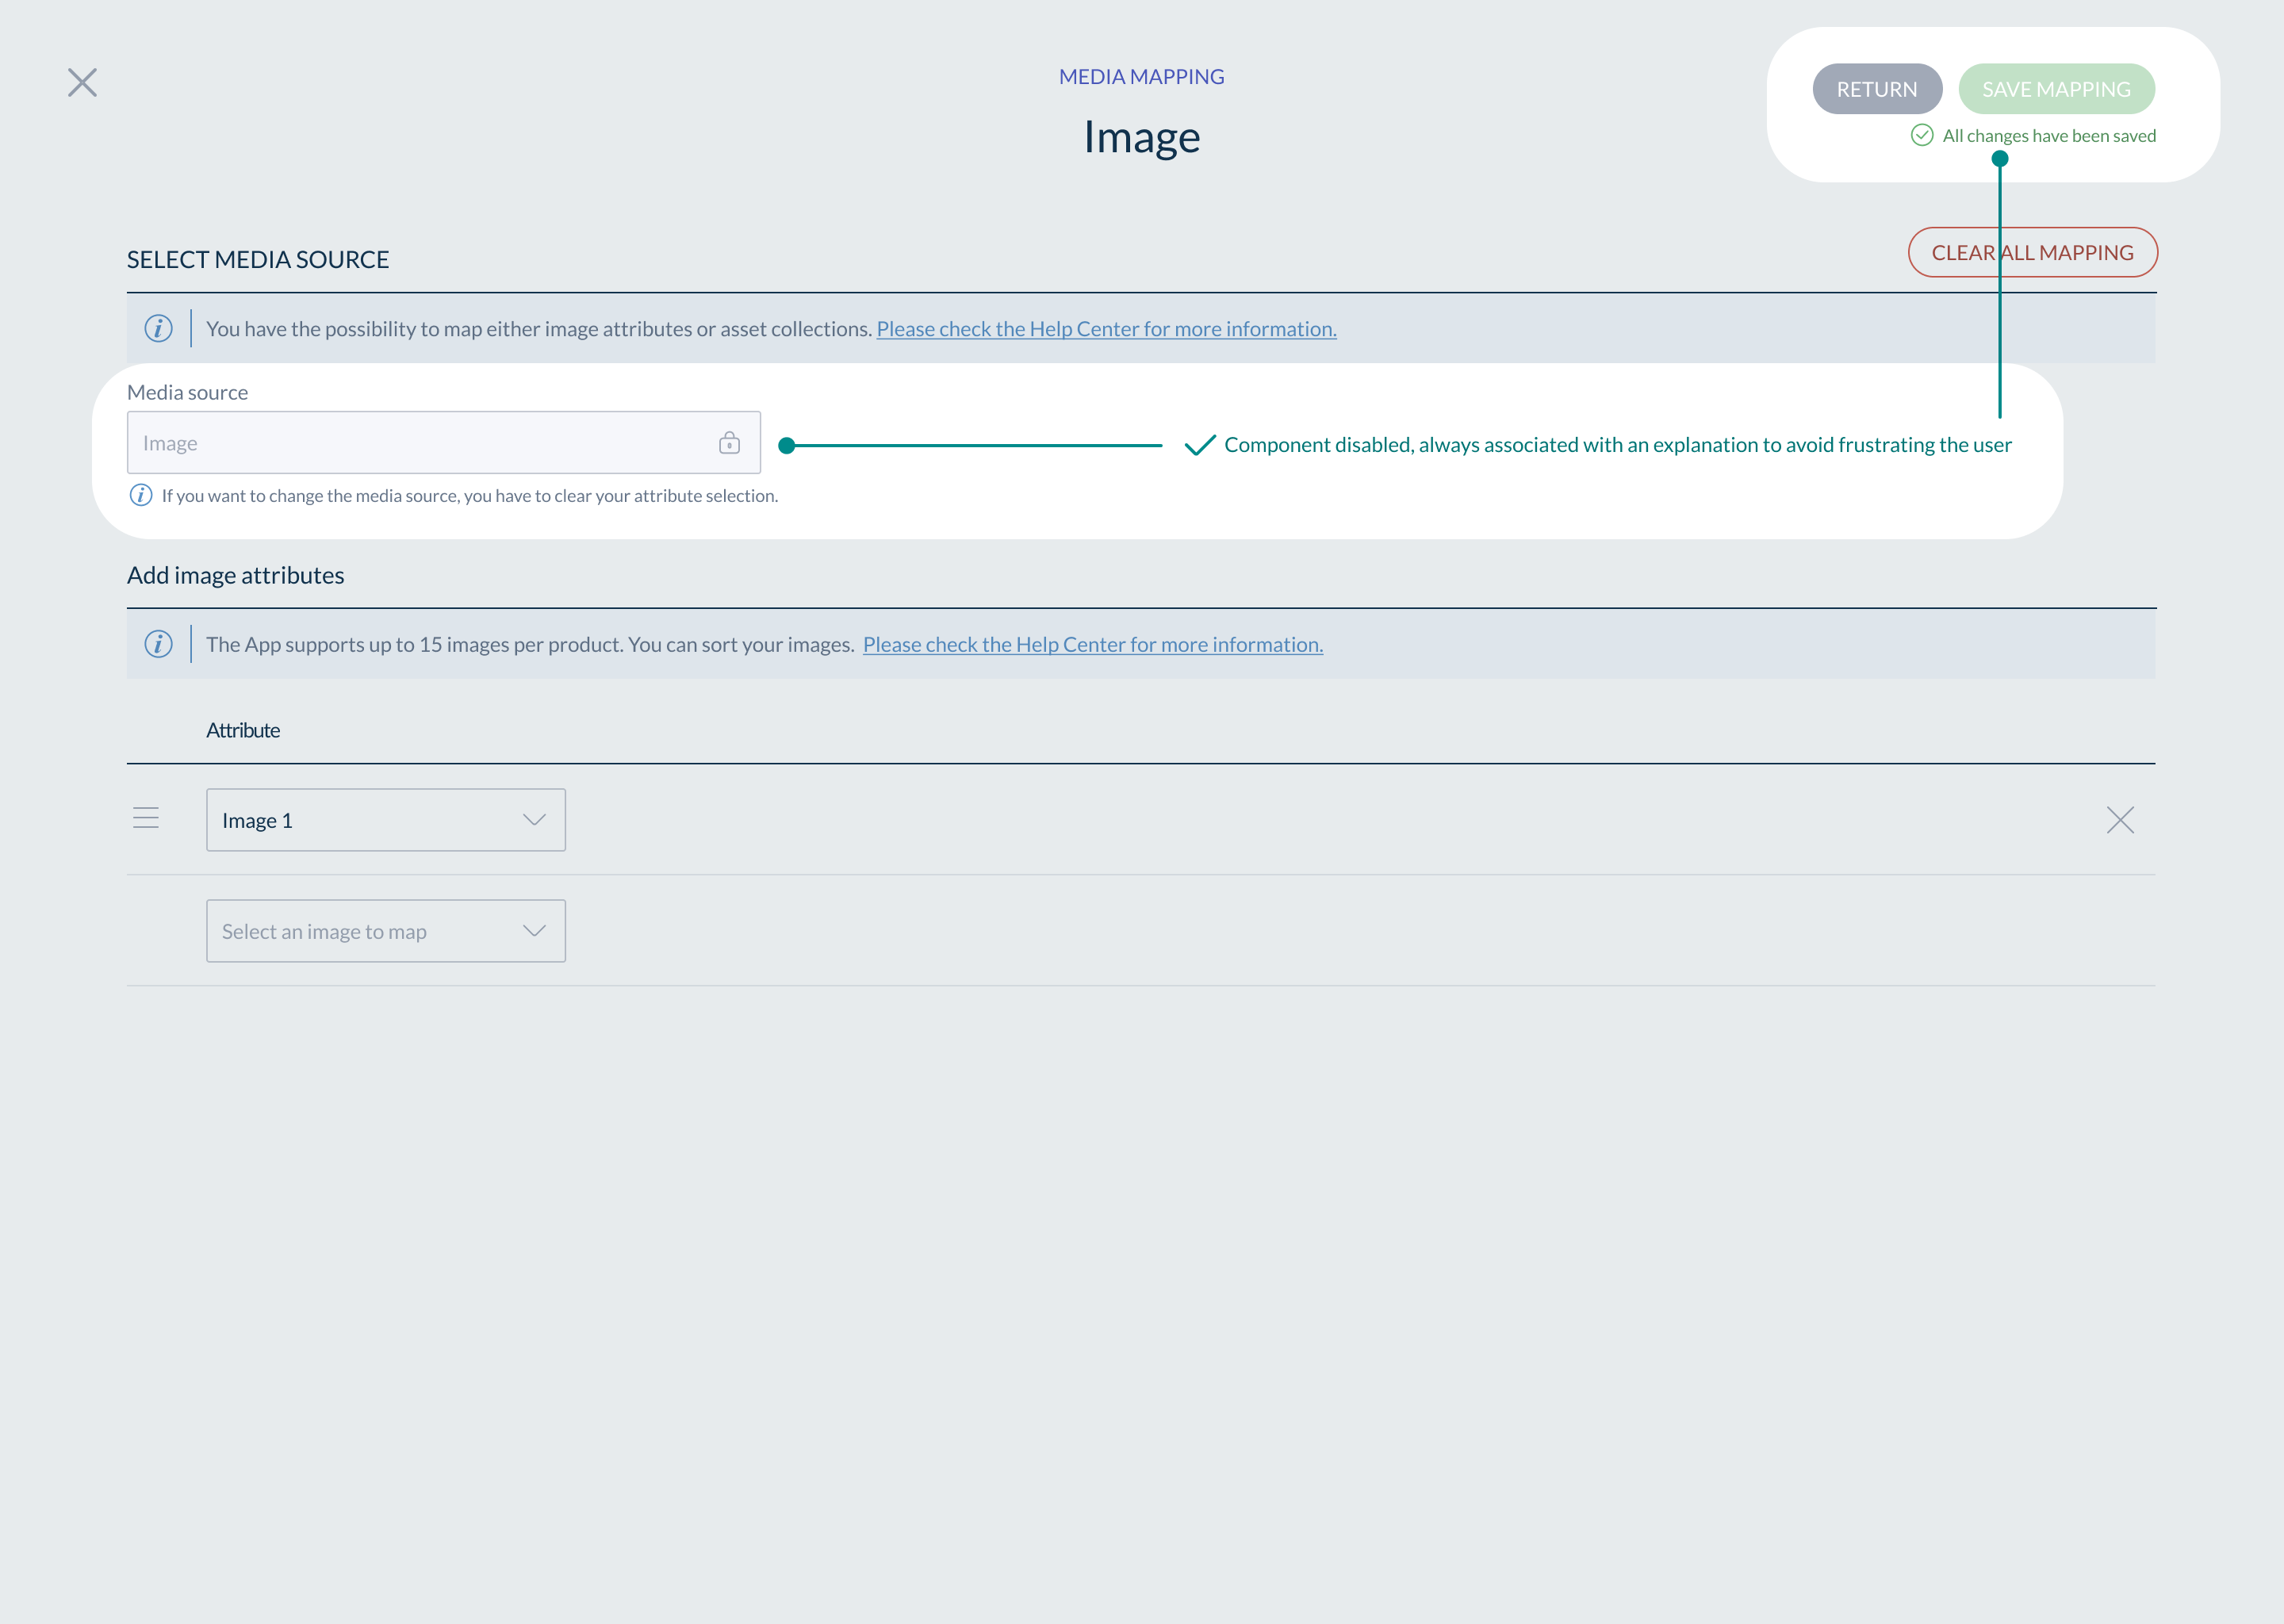 MEDIA MAPPING
Image
RETURN
SAVE MAPPING
All changes have been saved
SELECT MEDIA SOURCE
CLEAR ALL MAPPING
You have the possibility to map either image attributes or asset collections. Please check the Help Center for more information.
Media source
Image
Component disabled, always associated with an explanation to avoid frustrating the user
If you want to change the media source, you have to clear your attribute selection.
Add image attributes
The App supports up to 15 images per product. You can sort your images. Please check the Help Center for more information.
Attribute
Image 1
Select an image to map